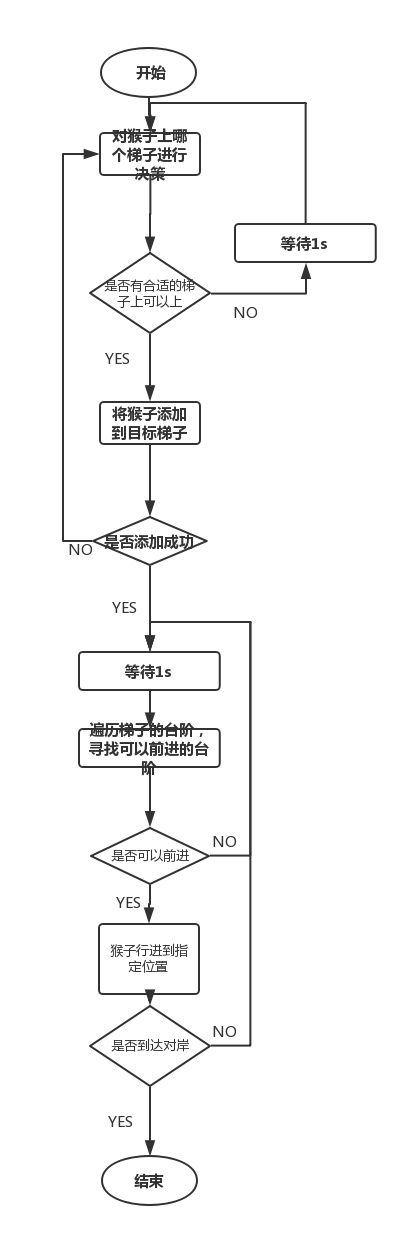 开始
对猴子上哪
个梯子进行
决策
等待1s
是否有合适的梯
子上可以上
NO
YES
将猴子添加
到目标梯子
是否添加成功
NO
YES
等待1s
遍历梯子的台阶，
寻找可以前进的台
阶
NO
是否可以前进
YES
猴子行进到指
定位置
NO
是否到达对岸
YES
结束